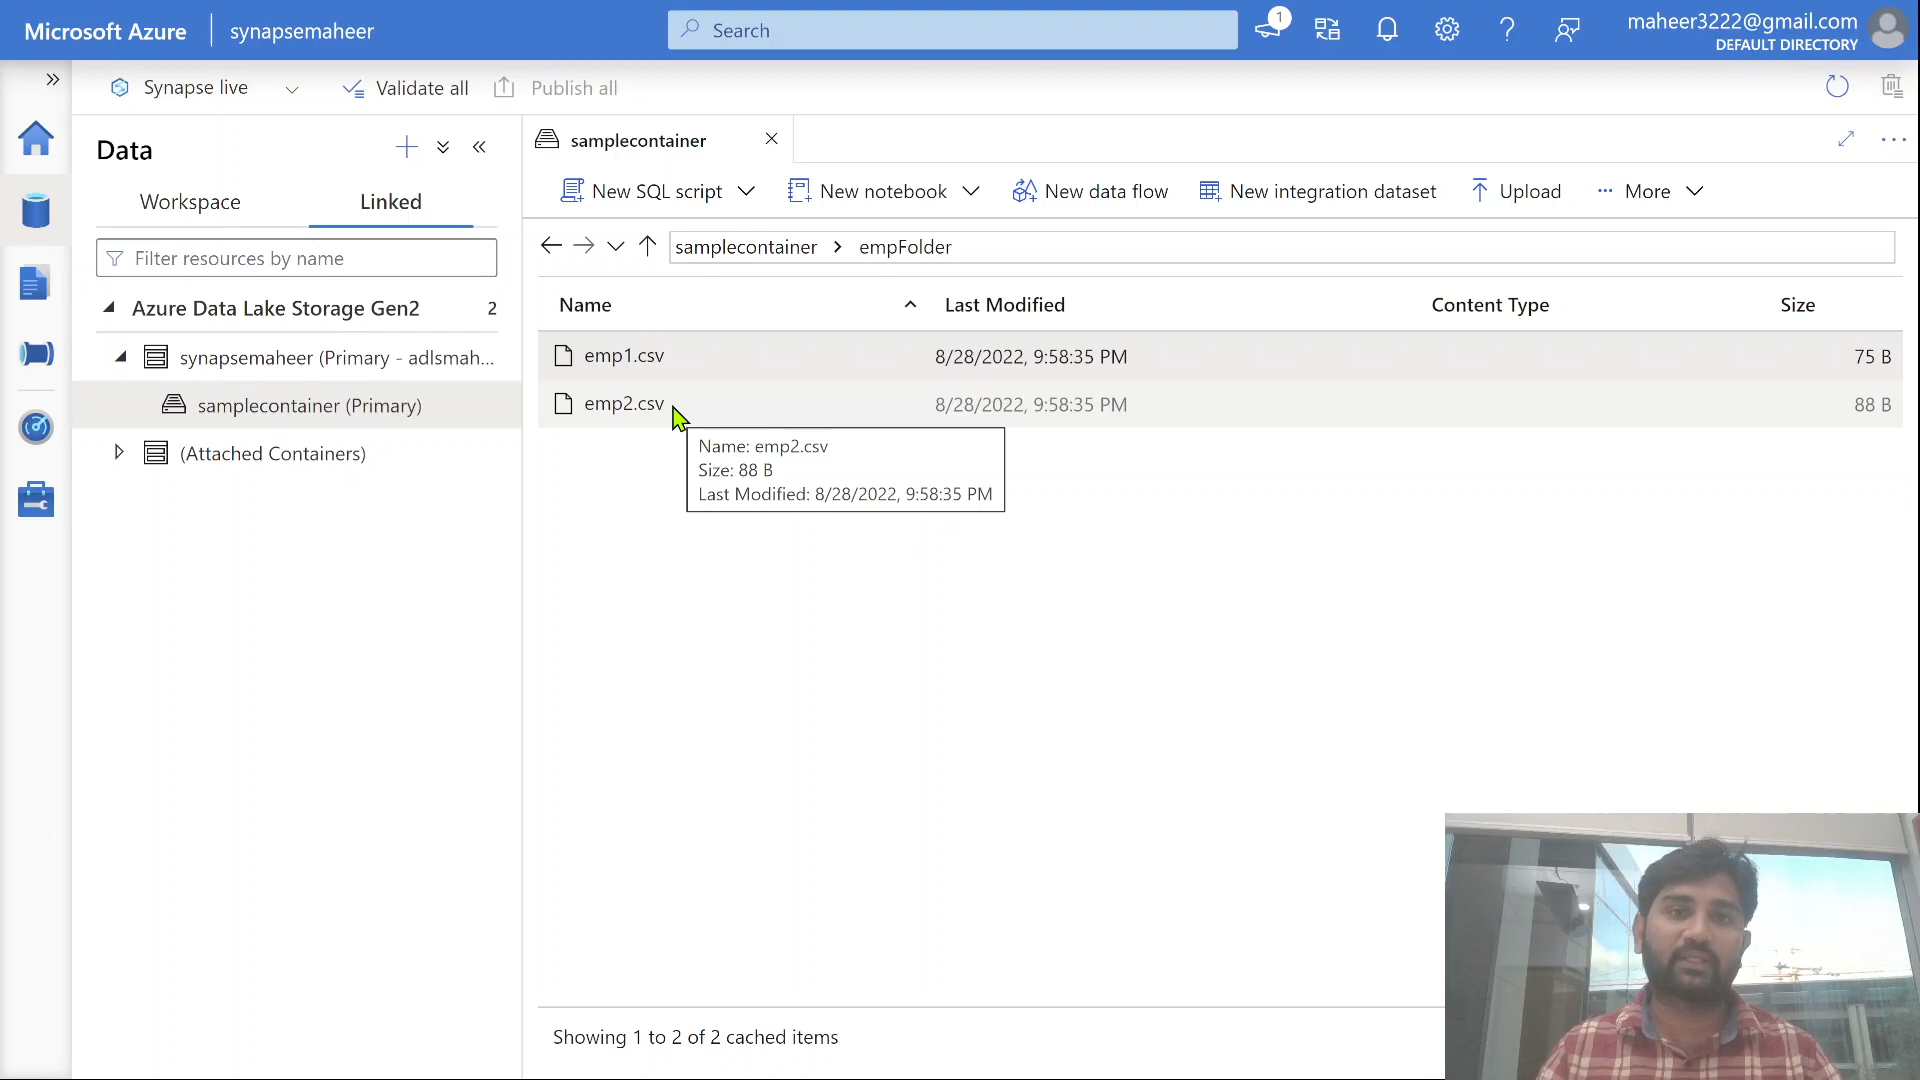 Microsoft Azure
synapsemaheer
Search
1
maheer3222@gmail.com
DEFAULT DIRECTORY
Synapse live
Validate all
Publish all
Data
Workspace
Linked
Filter resources by name
Azure Data Lake Storage Gen2 2
synapsemaheer (Primary - adlsmah...
samplecontainer (Primary)
(Attached Containers)
samplecontainer
New SQL script
New notebook
New data flow
New integration dataset
Upload
More
samplecontainer > empFolder
Name Last Modified Content Type Size
emp1.csv 8/28/2022, 9:58:35 PM 75 B
emp2.csv 8/28/2022, 9:58:35 PM 88 B
Name: emp2.csv
Size: 88 B
Last Modified: 8/28/2022, 9:58:35 PM
Showing 1 to 2 of 2 cached items